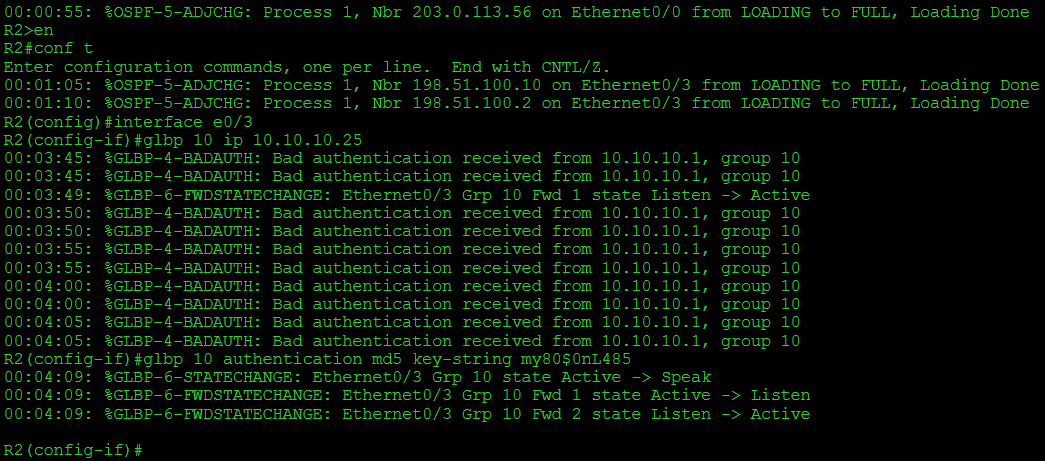 00:00:55: %OSPF-5-ADJCHG: Process 1, Nbr 203.0.113.56 on Ethernet0/0 from LOADING to FULL, Loading Done
R2>en
R2#conf t
Enter configuration commands, one per line.  End with CNTL/Z.
00:01:05: %OSPF-5-ADJCHG: Process 1, Nbr 198.51.100.10 on Ethernet0/3 from LOADING to FULL, Loading Done
00:01:10: %OSPF-5-ADJCHG: Process 1, Nbr 198.51.100.2 on Ethernet0/3 from LOADING to FULL, Loading Done
R2(config)#interface e0/3
R2(config-if)#glbp 10 ip 10.10.10.25
00:03:45: %GLBP-4-BADAUTH: Bad authentication received from 10.10.10.1, group 10
00:03:45: %GLBP-4-BADAUTH: Bad authentication received from 10.10.10.1, group 10
00:03:49: %GLBP-6-FWDSTATECHANGE: Ethernet0/3 Grp 10 Fwd 1 state Listen -> Active
00:03:50: %GLBP-4-BADAUTH: Bad authentication received from 10.10.10.1, group 10
00:03:50: %GLBP-4-BADAUTH: Bad authentication received from 10.10.10.1, group 10
00:03:55: %GLBP-4-BADAUTH: Bad authentication received from 10.10.10.1, group 10
00:03:55: %GLBP-4-BADAUTH: Bad authentication received from 10.10.10.1, group 10
00:04:00: %GLBP-4-BADAUTH: Bad authentication received from 10.10.10.1, group 10
00:04:00: %GLBP-4-BADAUTH: Bad authentication received from 10.10.10.1, group 10
00:04:05: %GLBP-4-BADAUTH: Bad authentication received from 10.10.10.1, group 10
00:04:05: %GLBP-4-BADAUTH: Bad authentication received from 10.10.10.1, group 10
R2(config-if)#glbp 10 authentication md5 key-string my80$0nL485
00:04:09: %GLBP-6-STATECHANGE: Ethernet0/3 Grp 10 state Active -> Speak
00:04:09: %GLBP-6-FWDSTATECHANGE: Ethernet0/3 Grp 10 Fwd 1 state Active -> Listen
00:04:09: %GLBP-6-FWDSTATECHANGE: Ethernet0/3 Grp 10 Fwd 2 state Listen -> Active
R2(config-if)#